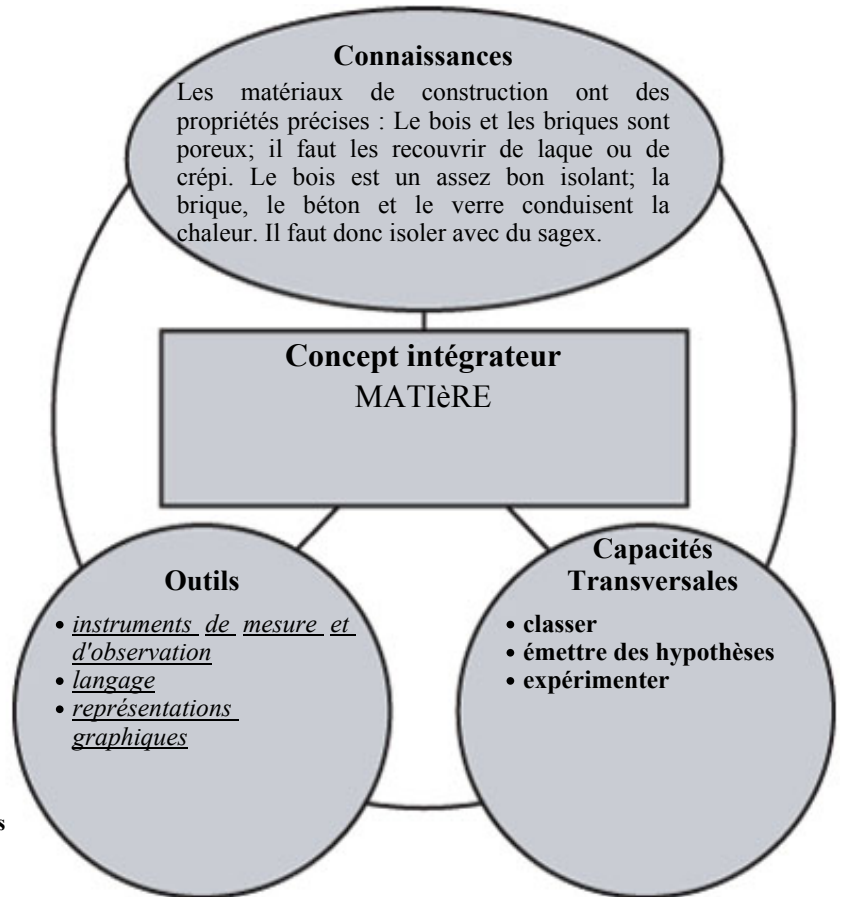 Connaissances
Les matériaux de construction ont des
propriétés précises : Le bois et les briques sont
poreux; il faut les recouvrir de laque ou de
crépi. Le bois est un assez bon isolant; la
brique, le béton et le verre conduisent la
chaleur. Il faut donc isoler avec du sagex.
Concept intégrateur
MATIèRE
Outils
• instruments de mesure et
d'observation
• langage
• représentations
graphiques
Capacités
Transversales
• classer
• émettre des hypothèses
• expérimenter
s